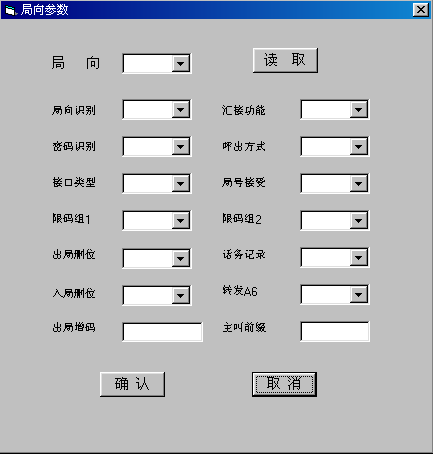 局向参数
局 向 读 取
局向识别 汇接功能
密码识别 呼出方式
接口类型 局号接受
限码组1 限码组2
出局删位 话务记录
入局删位 转发A6
出局增码 主叫前缀
确 认 取 消